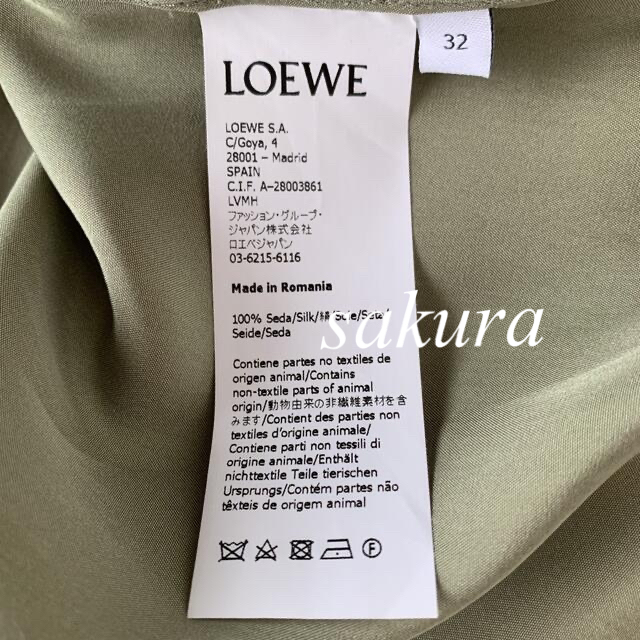 32
LOEWE
LOEWE S.A.
C/Goya, 4
28001 – Madrid
SPAIN
C.I.F. A–28003861
LVMH
ファッション・グループ・
ジャパン株式会社
ロエベジャパン
03-6215-6116
Made in Romania
100% Seda/Silk/絹/Soie/Seta/
Seide/Seda
sakura
Contiene partes no textiles de
origen animal/Contains
non-textile parts of animal
origin/動物由来の非繊維素材を含
みます/Contient des parties non
textiles d'origine animale/
Contiene parti non tessili di
origine animale/Enthält
nichttextile Teile tierischen
Ursprungs/Contém partes não
têxteis de origem animal
F